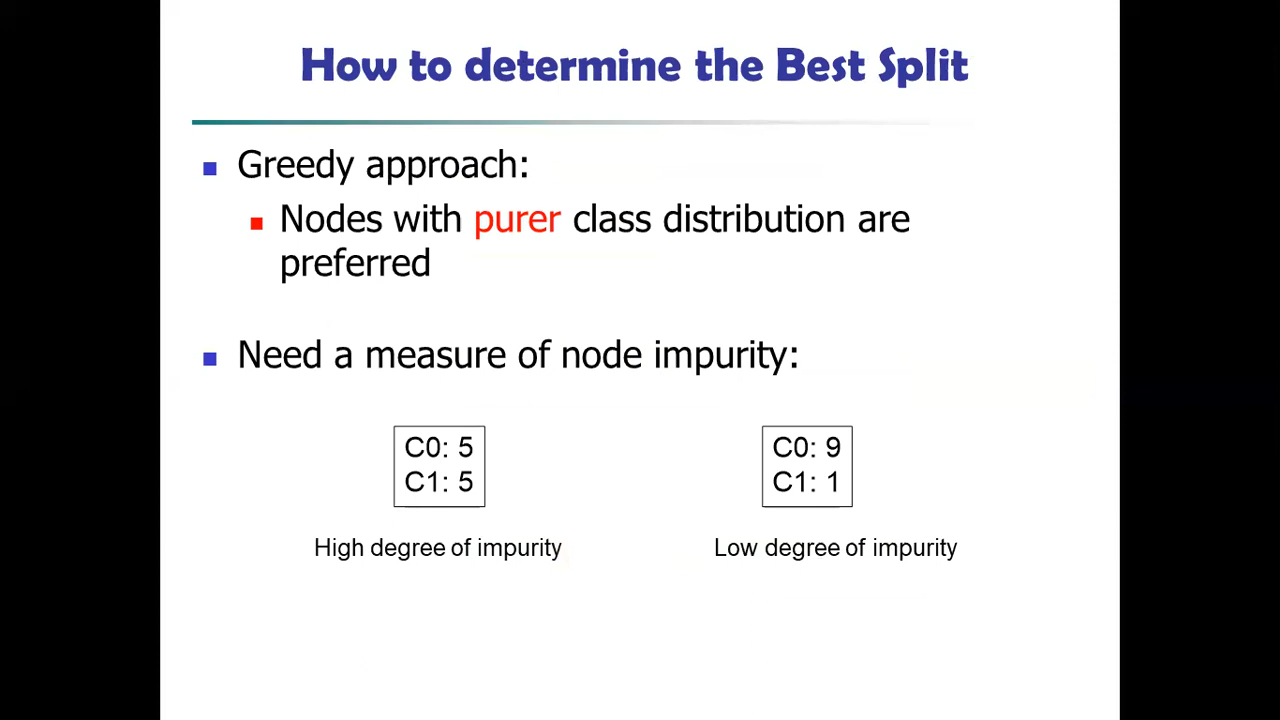 How to determine the Best Split
Greedy approach:
Nodes with purer class distribution are
preferred
Need a measure of node impurity:
C0: 5
C1: 5
C0: 9
C1: 1
High degree of impurity
Low degree of impurity